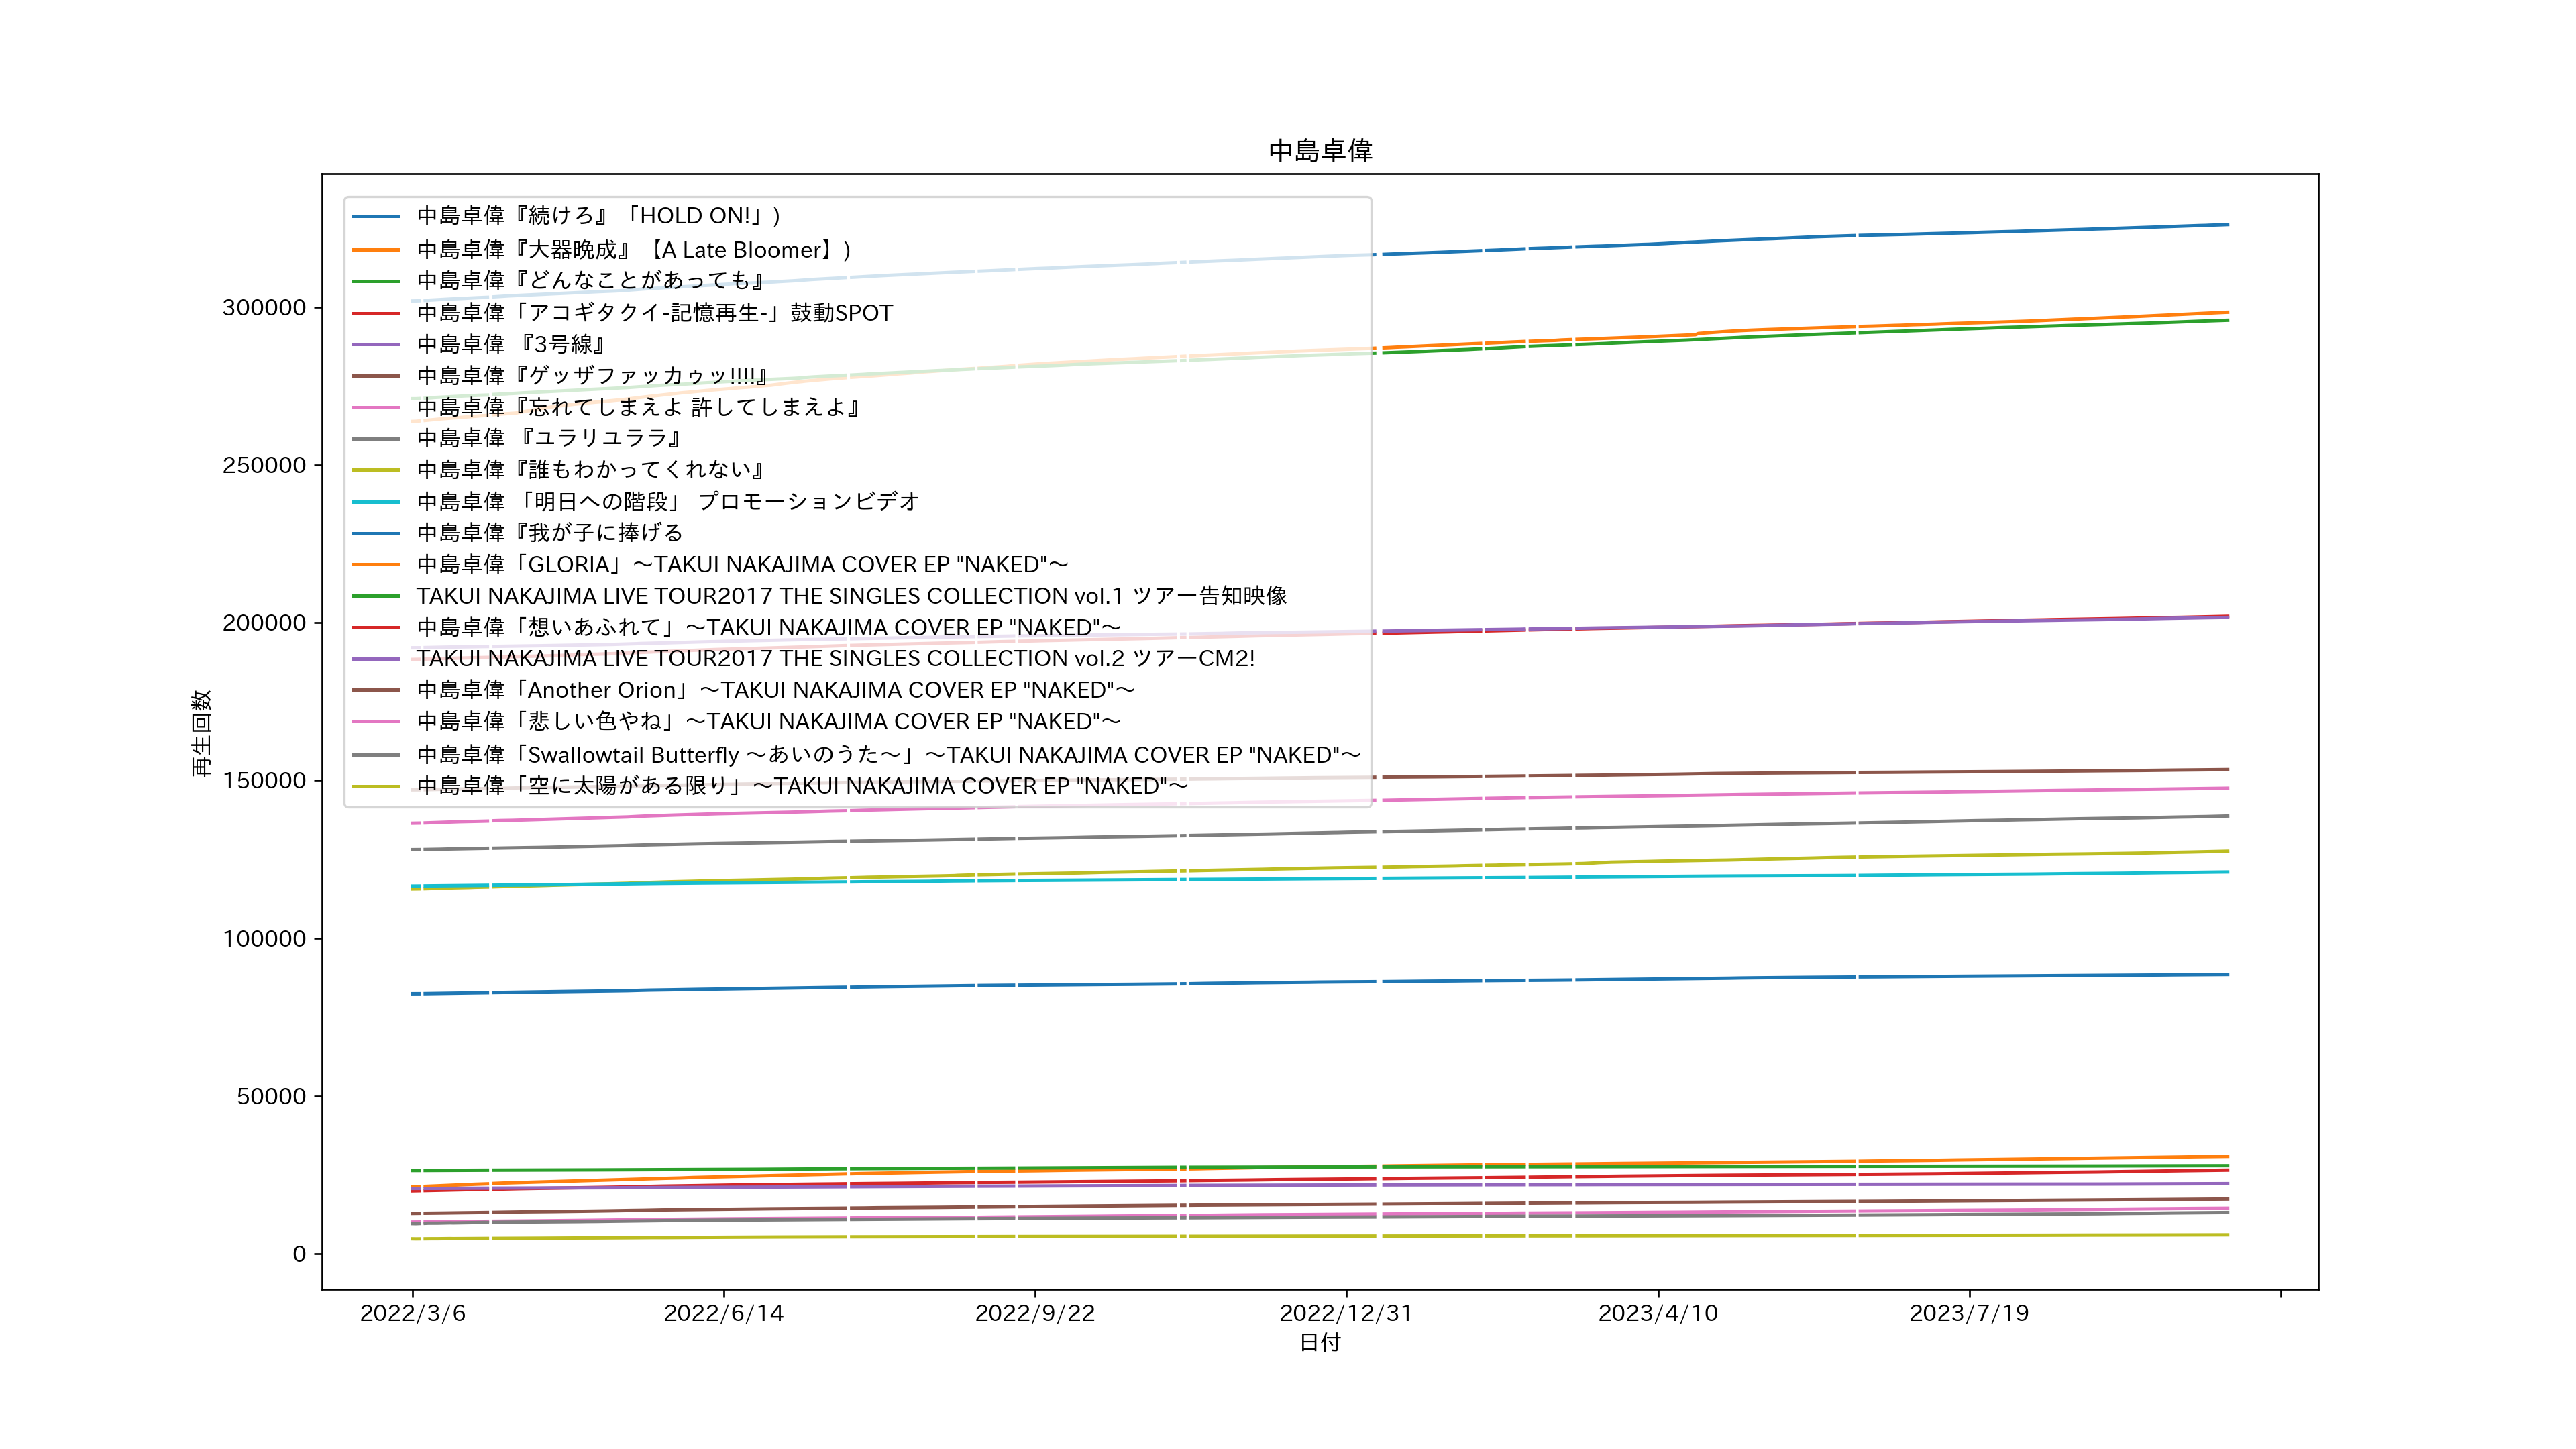 中島卓偉
中島卓偉『続けろ』「HOLD ON!」)
中島卓偉『大器晩成』【A Late Bloomer】)
中島卓偉『どんなことがあっても』
中島卓偉「アコギタクイ-記憶再生-」鼓動SPOT
中島卓偉 『3号線』
中島卓偉『ゲッザファッカゥッ!!!!』
中島卓偉『忘れてしまえよ 許してしまえよ』
中島卓偉 『ユラリユララ』
中島卓偉『誰もわかってくれない』
中島卓偉 「明日への階段」 プロモーションビデオ
中島卓偉『我が子に捧げる
中島卓偉「GLORIA」～TAKUI NAKAJIMA COVER EP "NAKED"～
TAKUI NAKAJIMA LIVE TOUR2017 THE SINGLES COLLECTION vol.1 ツアー告知映像
中島卓偉「想いあふれて」～TAKUI NAKAJIMA COVER EP "NAKED"～
TAKUI NAKAJIMA LIVE TOUR2017 THE SINGLES COLLECTION vol.2 ツアーCM2!
中島卓偉「Another Orion」～TAKUI NAKAJIMA COVER EP "NAKED"～
中島卓偉「悲しい色やね」～TAKUI NAKAJIMA COVER EP "NAKED"～
中島卓偉「Swallowtail Butterfly ～あいのうた～」～TAKUI NAKAJIMA COVER EP "NAKED"～
中島卓偉「空に太陽がある限り」～TAKUI NAKAJIMA COVER EP "NAKED"～
再生回数
300000
250000
200000
150000
100000
50000
0
2022/3/6 2022/6/14 2022/9/22 2022/12/31 2023/4/10 2023/7/19
日付